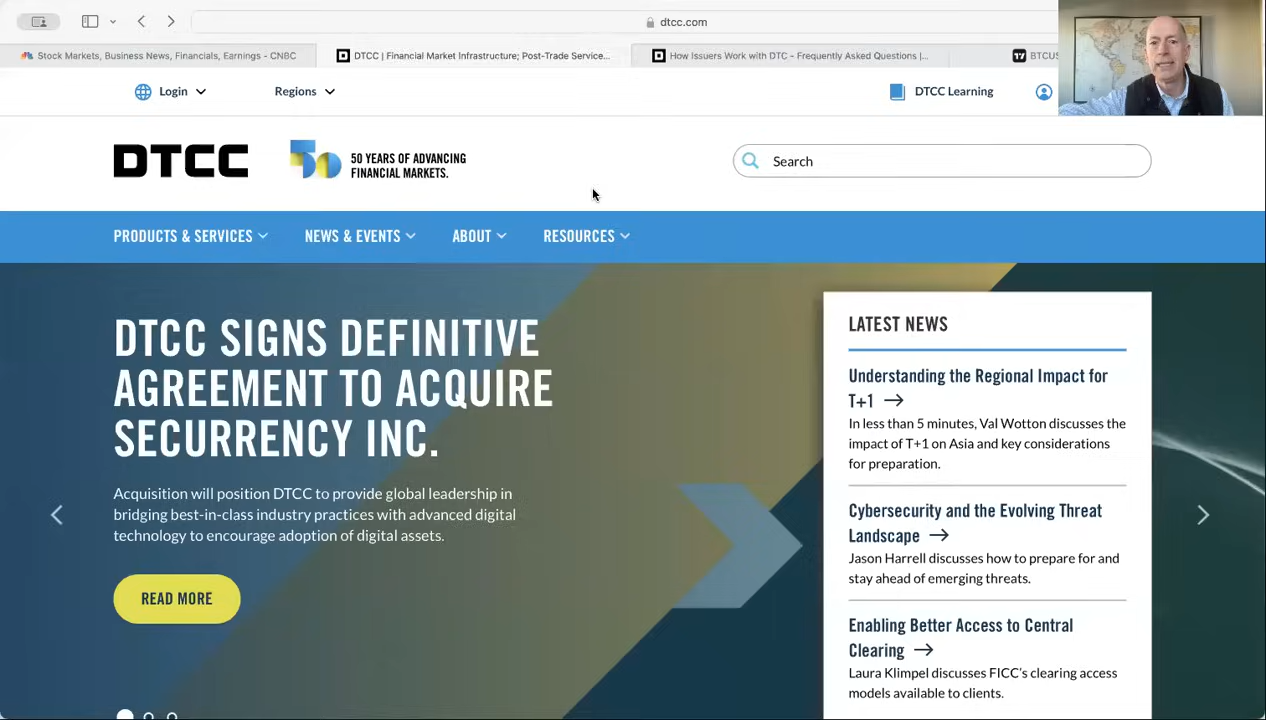 dtcc.com
Stock Markets, Business News, Financials, Earnings - CNBC
DTCC | Financial Market Infrastructure; Post-Trade Service...
How Issuers Work with DTC - Frequently Asked Questions |...
BTCUS
Login
Regions
DTCC Learning
DTCC
50
50 YEARS OF ADVANCING
FINANCIAL MARKETS.
Search
PRODUCTS & SERVICES
NEWS & EVENTS
ABOUT
RESOURCES
DTCC SIGNS DEFINITIVE
AGREEMENT TO ACQUIRE
SECURRENCY INC.
Acquisition will position DTCC to provide global leadership in
bridging best-in-class industry practices with advanced digital
technology to encourage adoption of digital assets.
READ MORE
LATEST NEWS
Understanding the Regional Impact for
T+1
In less than 5 minutes, Val Wotton discusses the
impact of T+1 on Asia and key considerations
for preparation.
Cybersecurity and the Evolving Threat
Landscape
Jason Harrell discusses how to prepare for and
stay ahead of emerging threats.
Enabling Better Access to Central
Clearing
Laura Klimpel discusses FICC's clearing access
models available to clients.